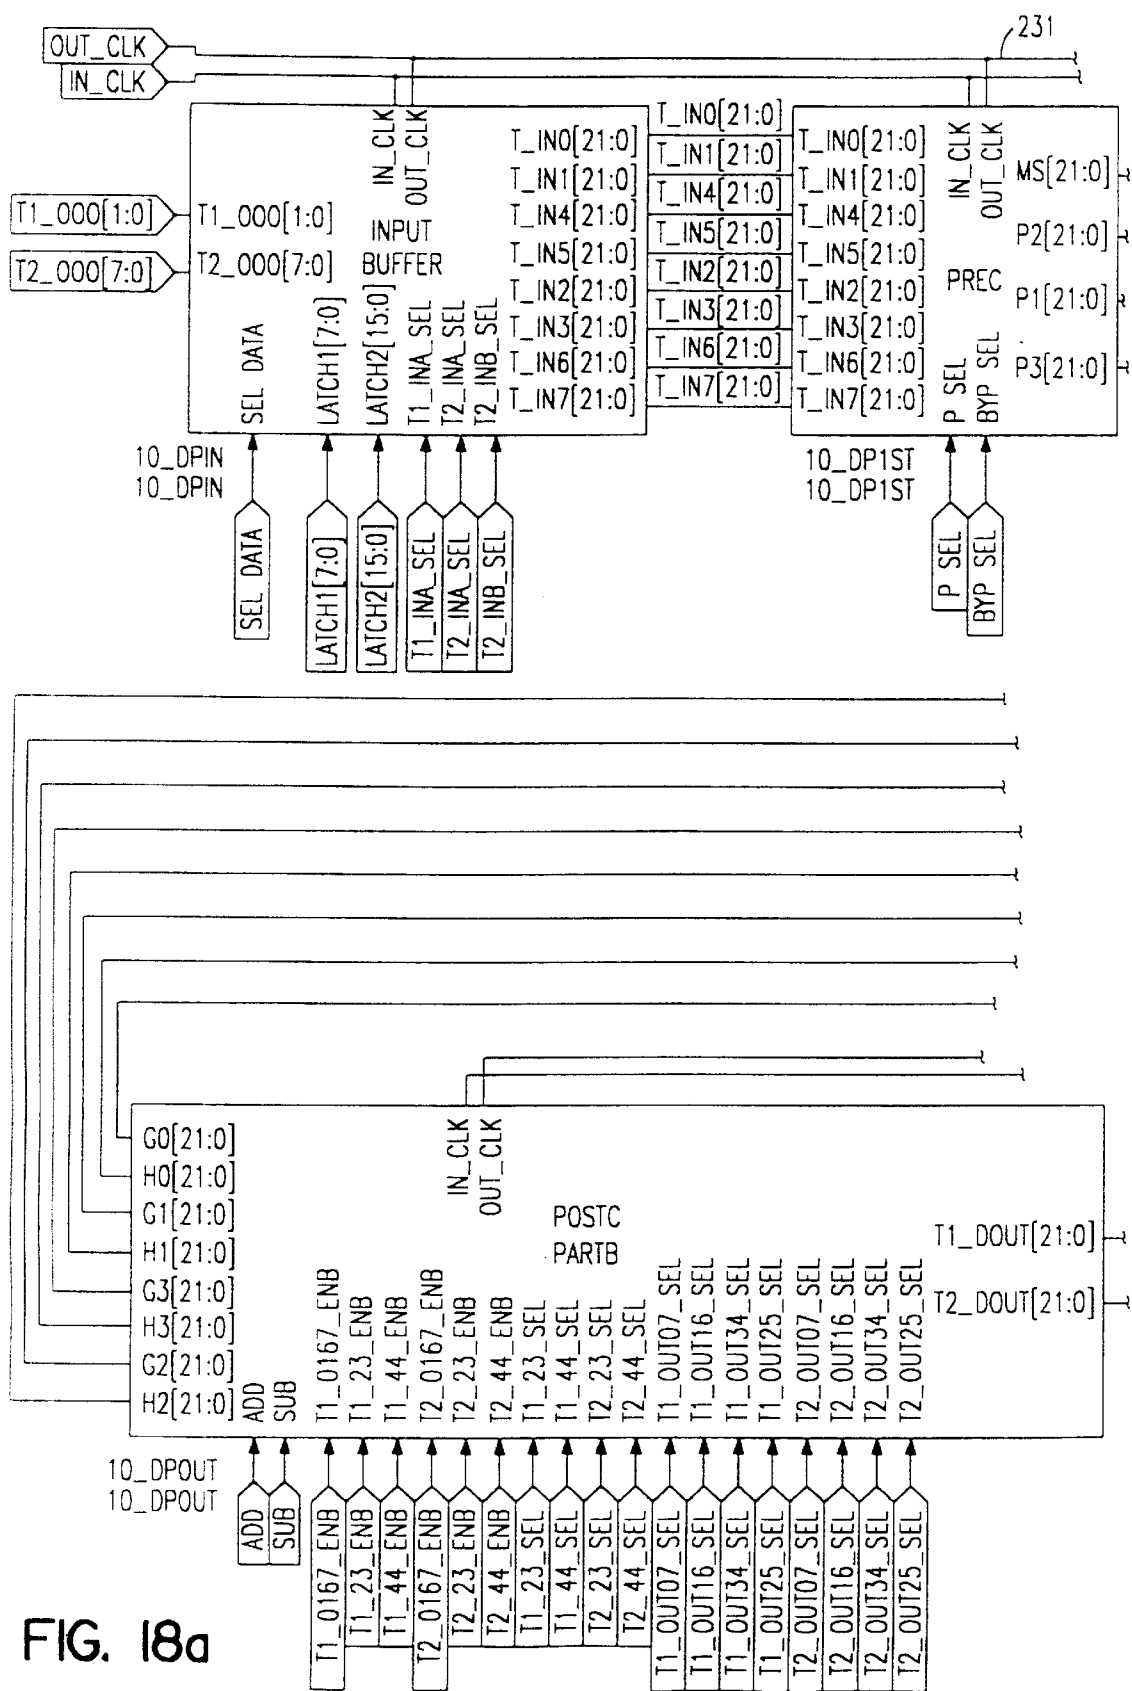 OUT_CLK
IN_CLK
231
T1_000[1:0]
T2_000[7:0]
T1_000[1:0]
T2_000[7:0]
IN_CLK
OUT_CLK
INPUT
BUFFER
SEL DATA
LATCH1[7:0]
LATCH2[15:0]
T1_INA_SEL
T2_INA_SEL
T2_INB_SEL
T_IN0[21:0]
T_IN1[21:0]
T_IN4[21:0]
T_IN5[21:0]
T_IN2[21:0]
T_IN3[21:0]
T_IN6[21:0]
T_IN7[21:0]
T_IN0[21:0]
T_IN1[21:0]
T_IN4[21:0]
T_IN5[21:0]
T_IN2[21:0]
T_IN3[21:0]
T_IN6[21:0]
T_IN7[21:0]
T_IN0[21:0]
T_IN1[21:0]
T_IN4[21:0]
T_IN5[21:0]
T_IN2[21:0]
T_IN3[21:0]
T_IN6[21:0]
T_IN7[21:0]
IN_CLK
OUT_CLK
PREC
P SEL
BYP SEL
MS[21:0]
P2[21:0]
P1[21:0]
P3[21:0]
10_DPIN
10_DPIN
SEL DATA
LATCH1[7:0]
LATCH2[15:0]
T1_INA_SEL
T2_INA_SEL
T2_INB_SEL
10_DP1ST
10_DP1ST
P SEL
BYP SEL
G0[21:0]
H0[21:0]
G1[21:0]
H1[21:0]
G3[21:0]
H3[21:0]
G2[21:0]
H2[21:0]
IN_CLK
OUT_CLK
POSTC
PARTB
T1_DOUT[21:0]
T2_DOUT[21:0]
ADD
SUB
T1_0167_ENB
T1_23_ENB
T1_44_ENB
T2_0167_ENB
T2_23_ENB
T2_44_ENB
T1_23_SEL
T1_44_SEL
T2_23_SEL
T2_44_SEL
T1_OUT07_SEL
T1_OUT16_SEL
T1_OUT34_SEL
T1_OUT25_SEL
T2_OUT07_SEL
T2_OUT16_SEL
T2_OUT34_SEL
T2_OUT25_SEL
10_DPOUT
10_DPOUT
ADD
SUB
T1_0167_ENB
T1_23_ENB
T1_44_ENB
T2_0167_ENB
T2_23_ENB
T2_44_ENB
T1_23_SEL
T1_44_SEL
T2_23_SEL
T2_44_SEL
T1_OUT07_SEL
T1_OUT16_SEL
T1_OUT34_SEL
T1_OUT25_SEL
T2_OUT07_SEL
T2_OUT16_SEL
T2_OUT34_SEL
T2_OUT25_SEL
FIG. 18a